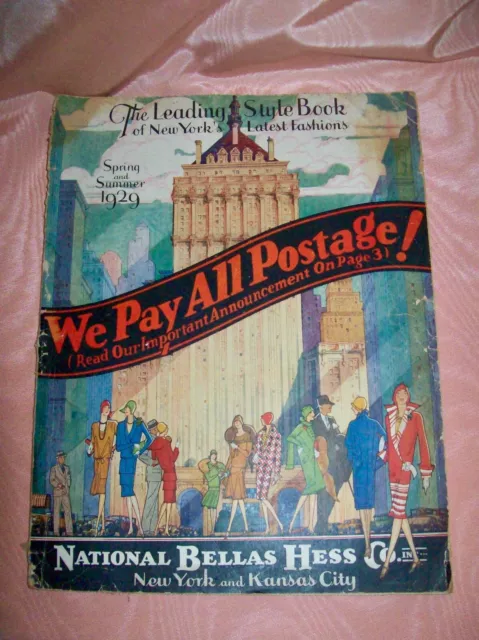 The Leading Style Book
of New York's Latest Fashions
Spring
and
Summer
1929
We Pay All Postage!
(Read Our Important Announcement On Page 3)
NATIONAL BELLAS HESS CO. INC.
New York and Kansas City